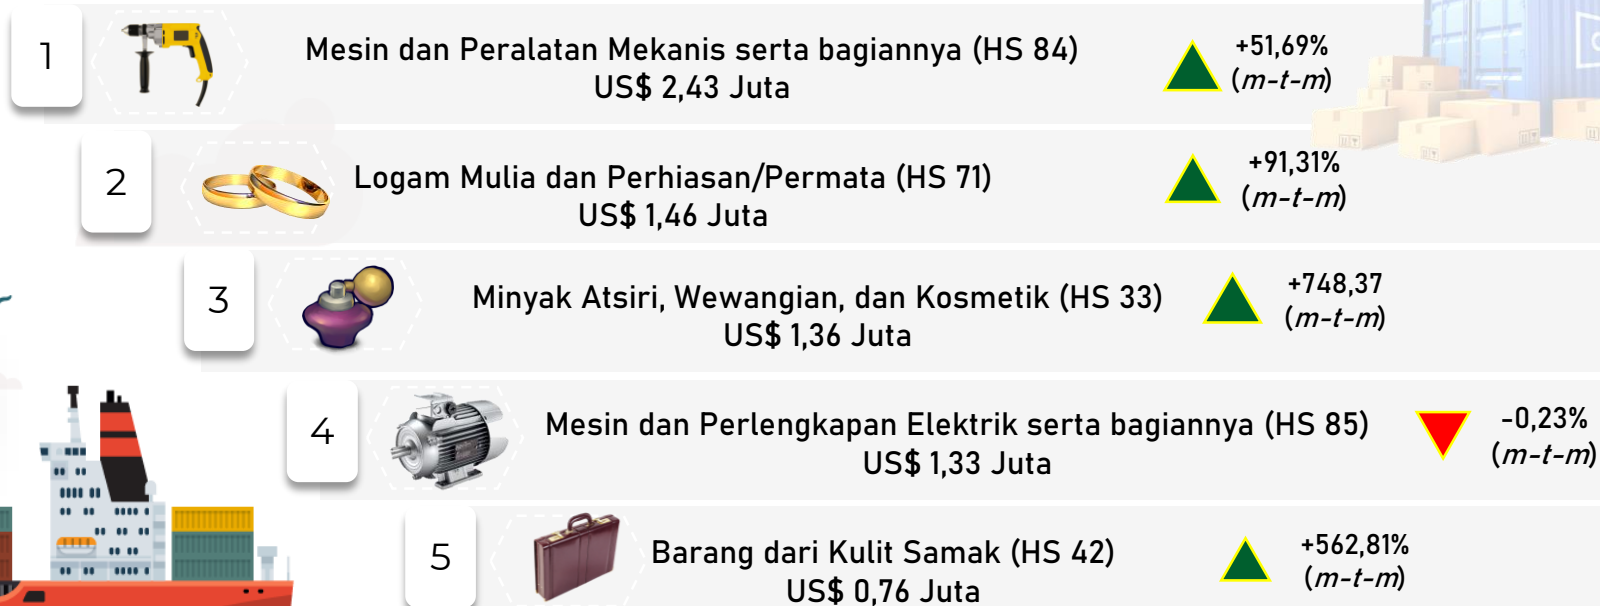 1
Mesin dan Peralatan Mekanis serta bagiannya (HS 84)
US$ 2,43 Juta
+51,69%
(m-t-m)
2
Logam Mulia dan Perhiasan/Permata (HS 71)
US$ 1,46 Juta
+91,31%
(m-t-m)
3
Minyak Atsiri, Wewangian, dan Kosmetik (HS 33)
US$ 1,36 Juta
+748,37
(m-t-m)
4
Mesin dan Perlengkapan Elektrik serta bagiannya (HS 85)
US$ 1,33 Juta
-0,23%
(m-t-m)
5
Barang dari Kulit Samak (HS 42)
US$ 0,76 Juta
+562,81%
(m-t-m)